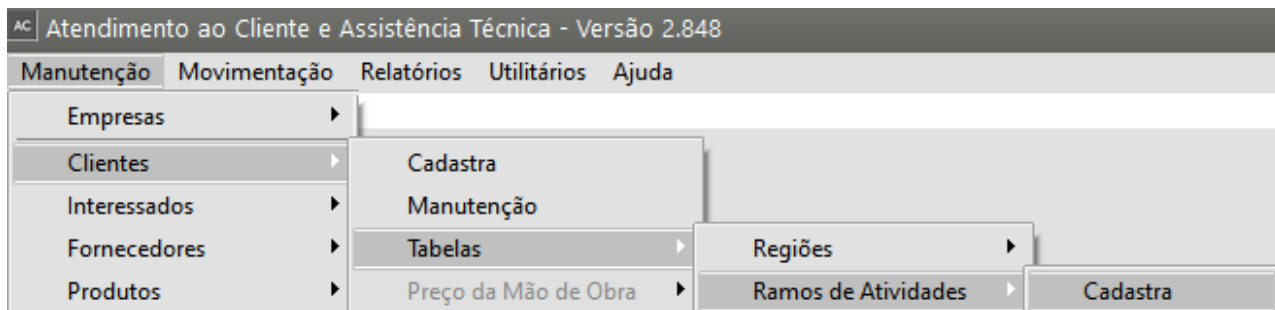 AC Atendimento ao Cliente e Assistência Técnica - Versão 2.848
Manutenção Movimentação Relatórios Utilitários Ajuda
Empresas
Clientes Cadastra
Interessados Manutenção
Fornecedores Tabelas Regiões
Produtos Preço da Mão de Obra Ramos de Atividades Cadastra